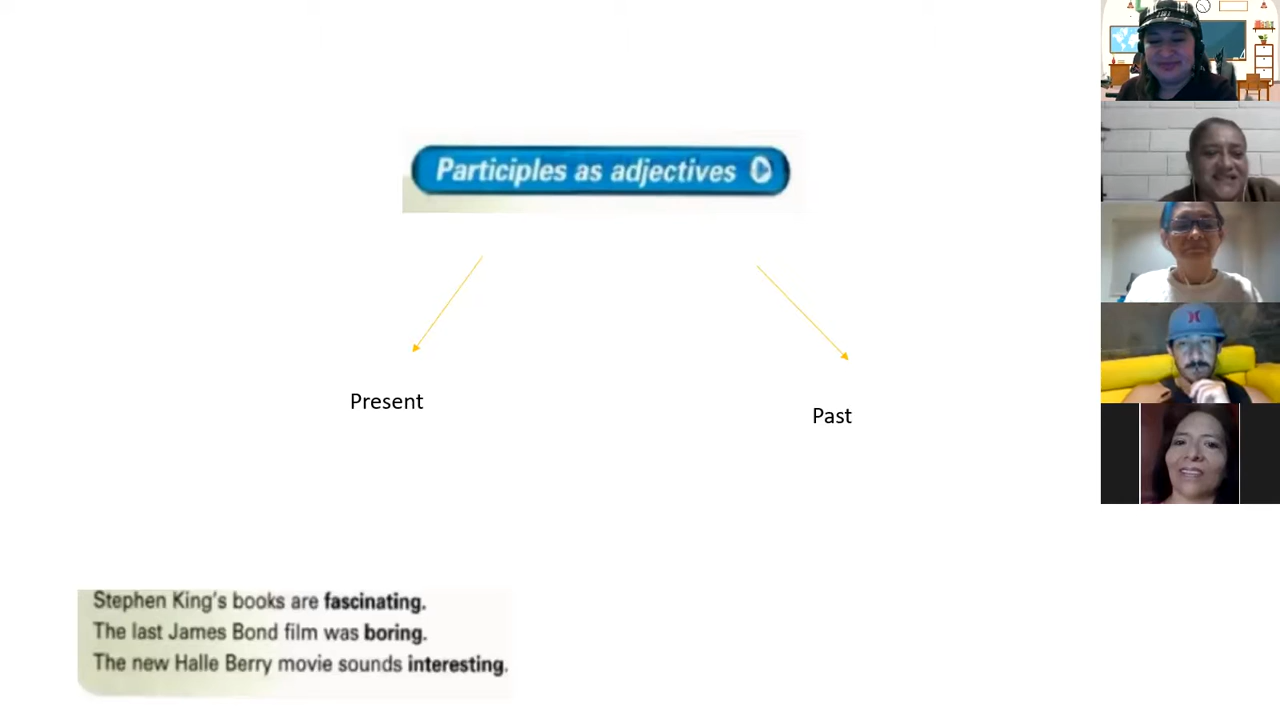 Participles as adjectives
Present
Past
Stephen King's books are fascinating.
The last James Bond film was boring.
The new Halle Berry movie sounds interesting.